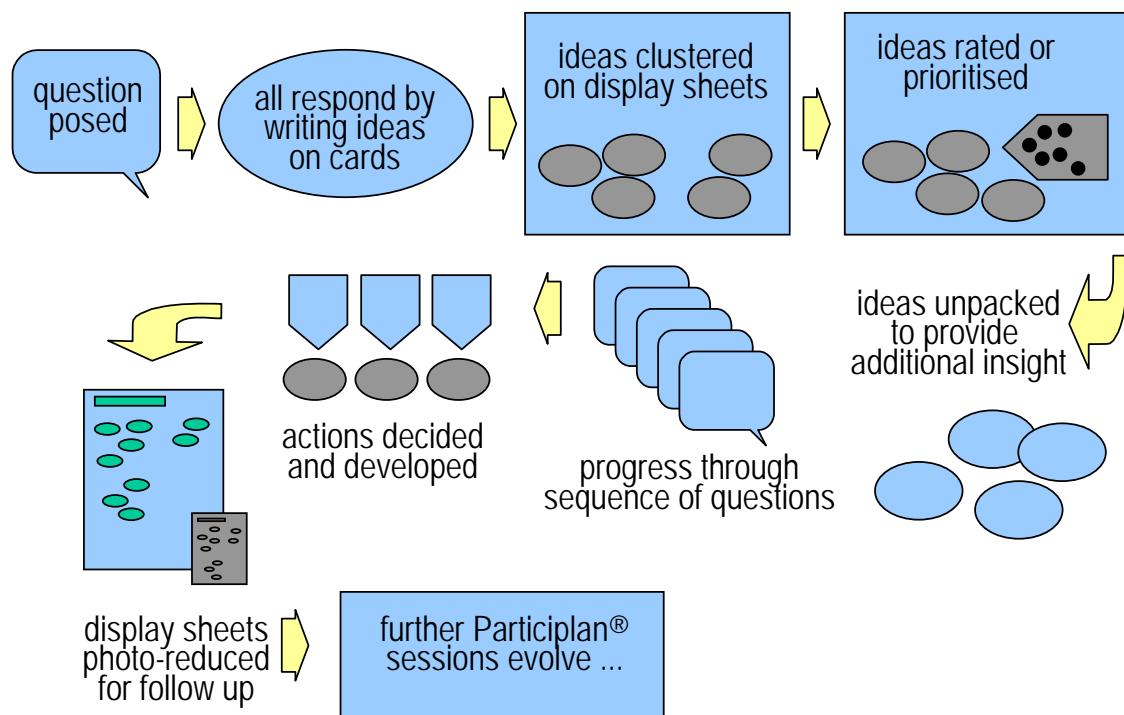 question
posed
all respond by
writing ideas
on cards
ideas clustered
on display sheets
ideas rated or
prioritised
ideas unpacked
to provide
additional insight
progress through
sequence of questions
actions decided
and developed
display sheets
photo-reduced
for follow up
further Participlan®
sessions evolve ...